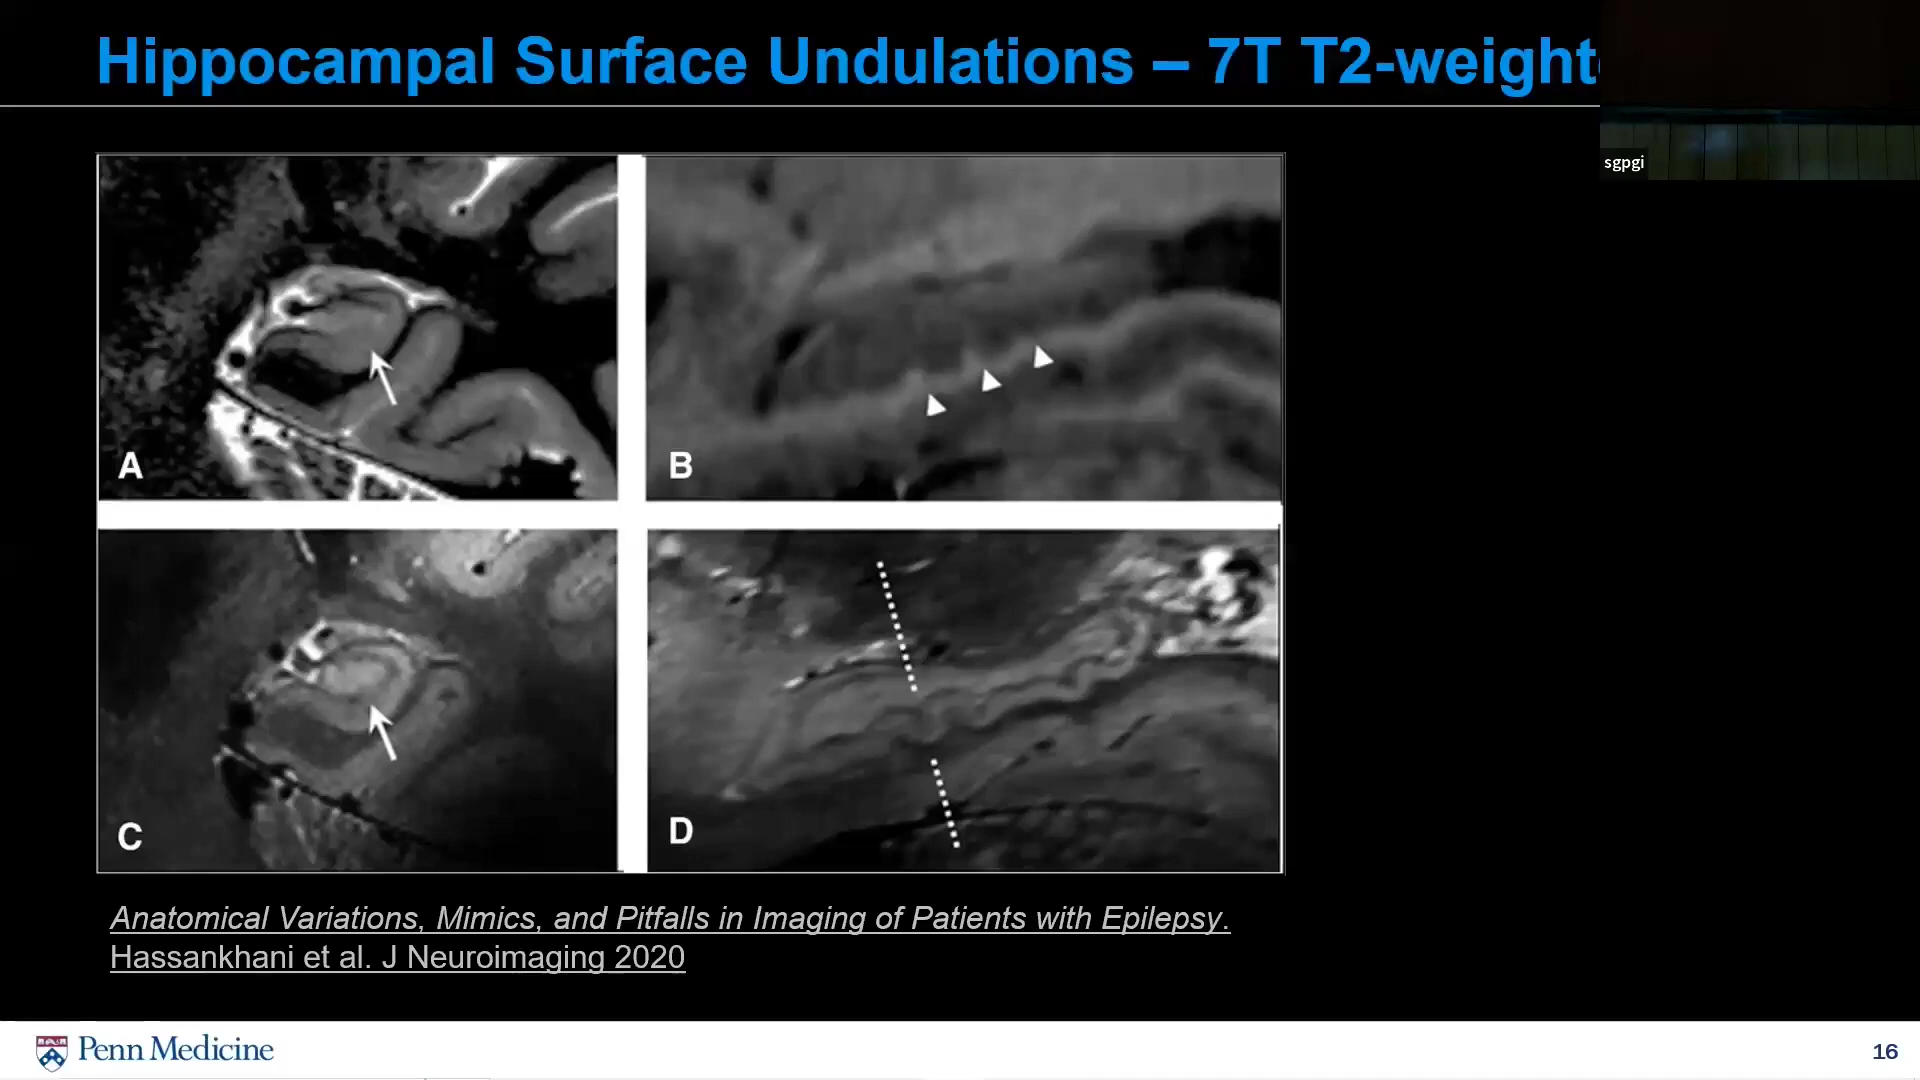 Hippocampal Surface Undulations – 7T T2-weight
sgpgi
A
B
C
D
Anatomical Variations, Mimics, and Pitfalls in Imaging of Patients with Epilepsy.
Hassankhani et al. J Neuroimaging 2020
Penn Medicine
16